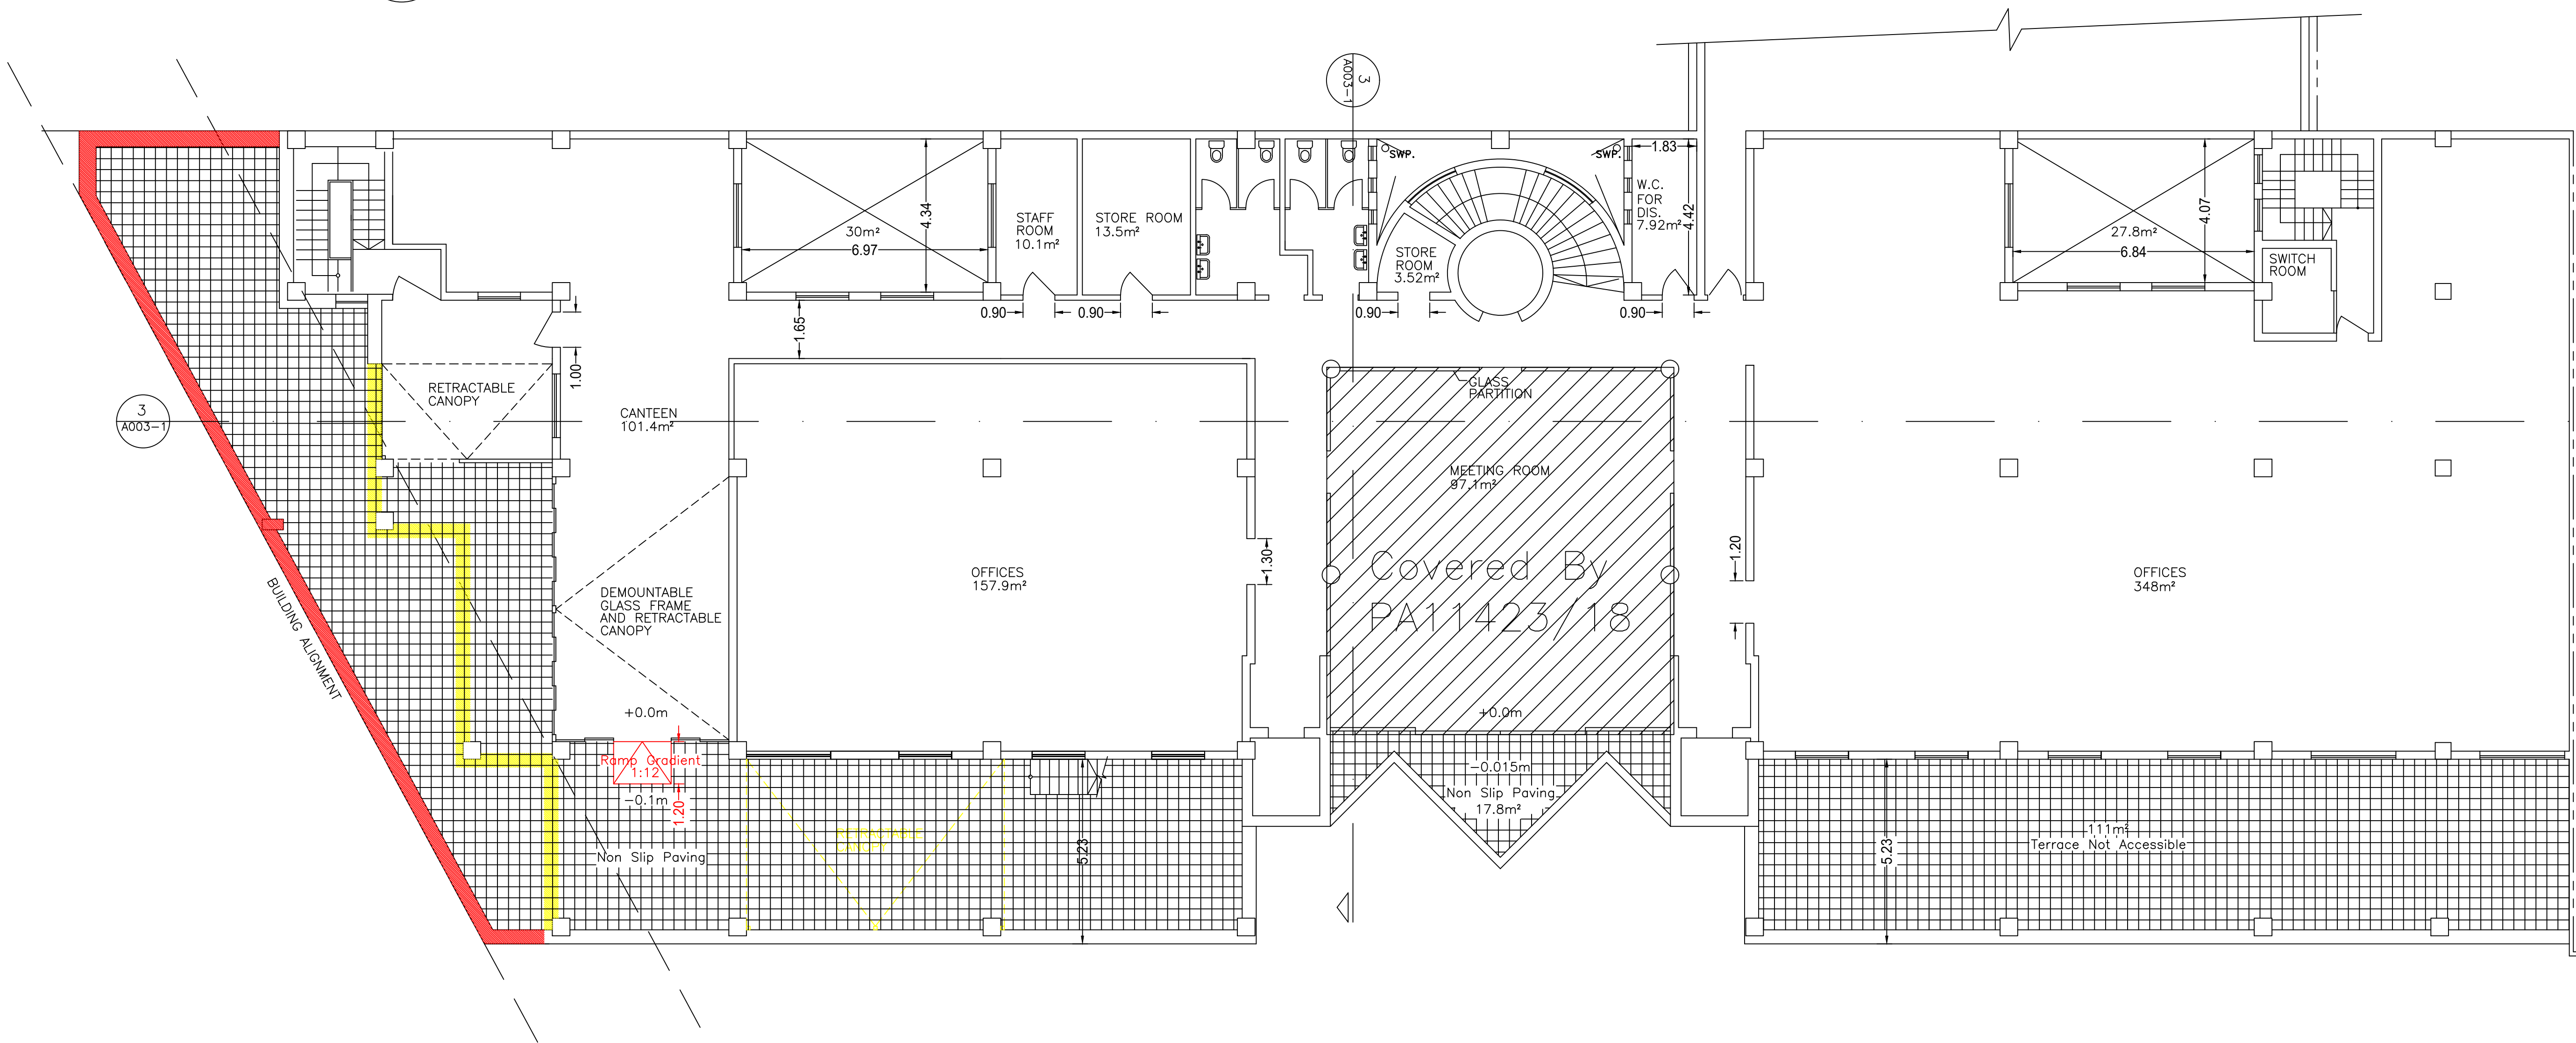 3
A003-1
SWP.
SWP.
1.83
W.C.
FOR
DIS.
7.92m²
4.42
4.34
30m²
6.97
STAFF
ROOM
10.1m²
STORE ROOM
13.5m²
STORE
ROOM
3.52m²
4.07
27.8m²
6.84
SWITCH
ROOM
0.90
0.90
0.90
0.90
1.65
1.00
RETRACTABLE
CANOPY
GLASS
PARTITION
3
A003-1
CANTEEN
101.4m²
MEETING ROOM
97.1m²
OFFICES
157.9m²
1.30
Covered By
PA11423/18
1.20
OFFICES
348m²
BUILDING ALIGNMENT
DEMOUNTABLE
GLASS FRAME
AND RETRACTABLE
CANOPY
+0.0m
+0.0m
Ramp Gradient
1:12
-0.1m
1.20
-0.015m
Non Slip Paving
17.8m²
RETRACTABLE
CANOPY
Non Slip Paving
5.23
5.23
111m²
Terrace Not Accessible